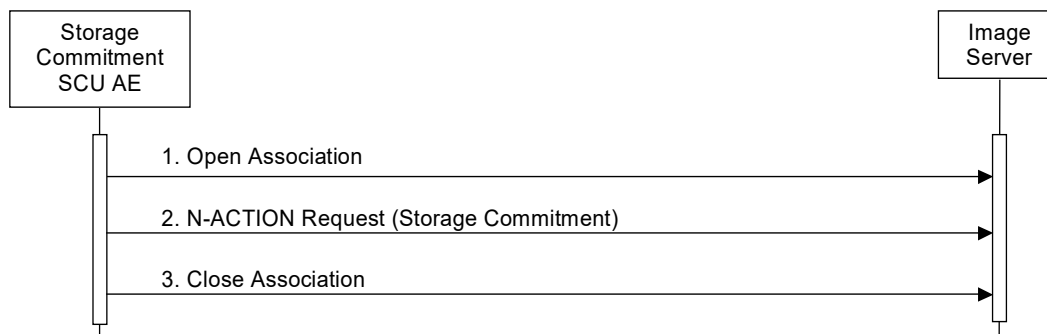 Storage
Commitment
SCU AE
Image
Server
1. Open Association
2. N-ACTION Request (Storage Commitment)
3. Close Association